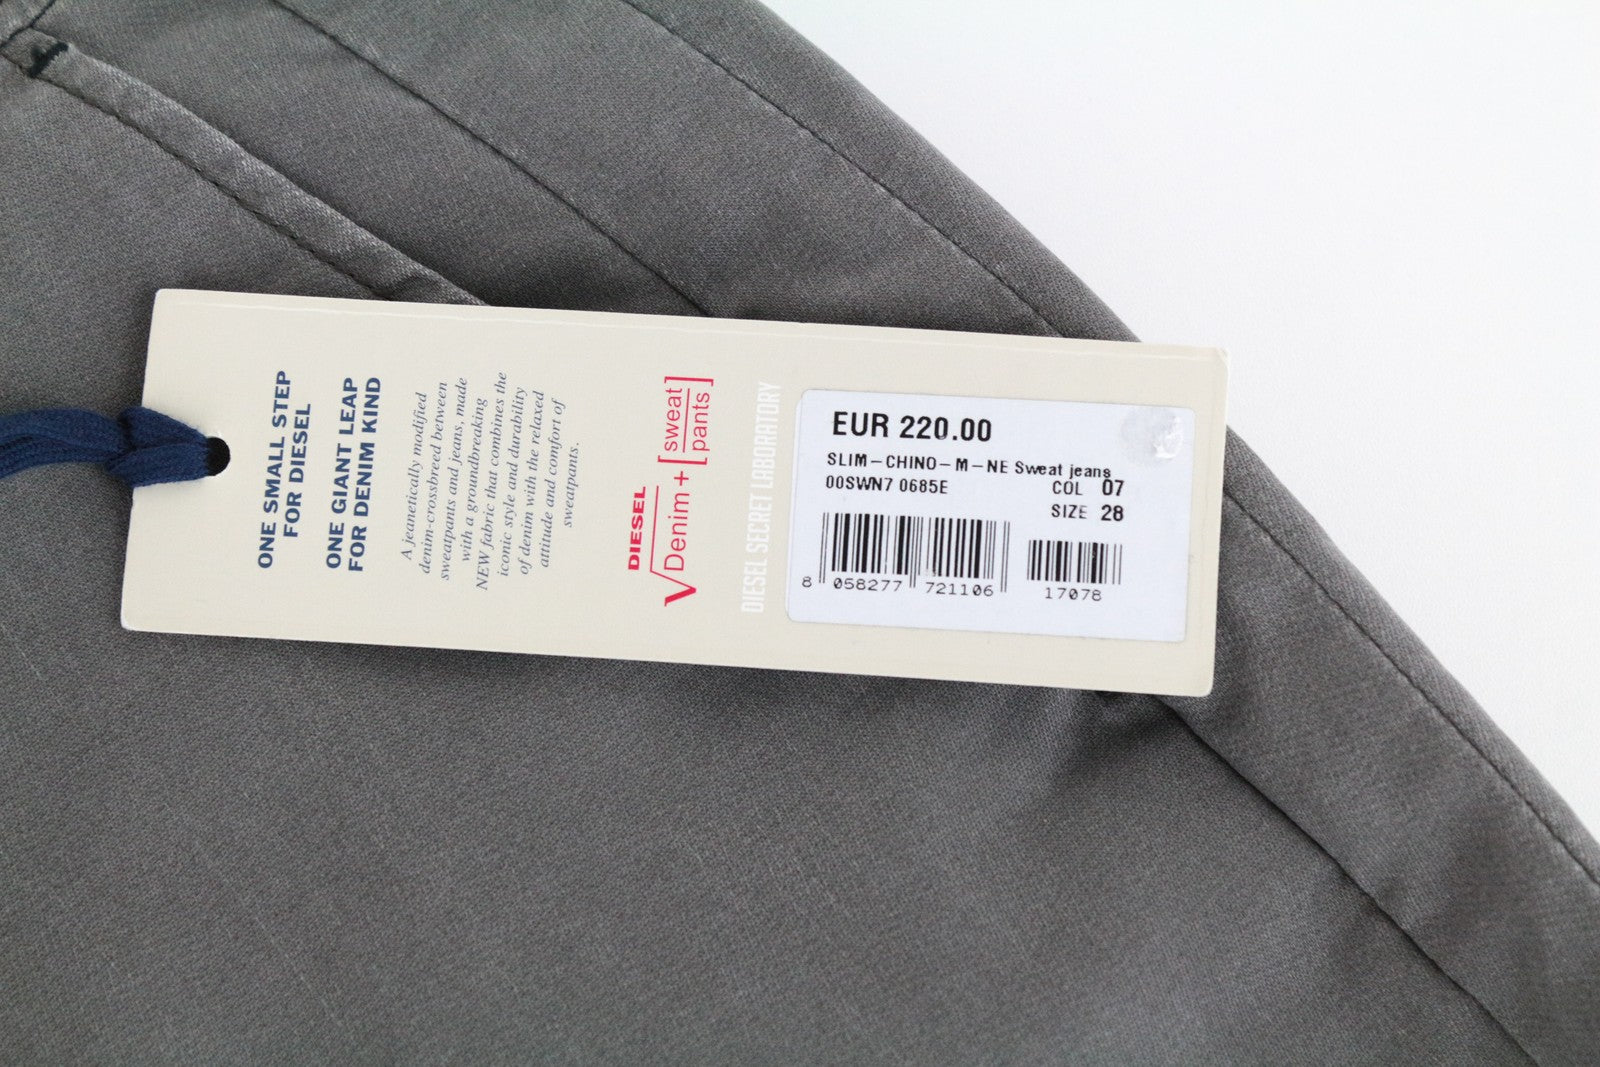 ONE SMALL STEP
FOR DIESEL
ONE GIANT LEAP
FOR DENIM KIND
A jeanetically modified
denim-crossbreed between
sweatpants and jeans, made
with a groundbreaking
NEW fabric that combines the
iconic style and durability
of denim with the relaxed
attitude and comfort of
sweatpants.
DIESEL
√Denim + [sweat
pants]
DIESEL SECRET LABORATORY
EUR 220.00
SLIM-CHINO-M-NE Sweat jeans
00SWN7 0685E COL 07
SIZE 28
8 058277 721106 17078